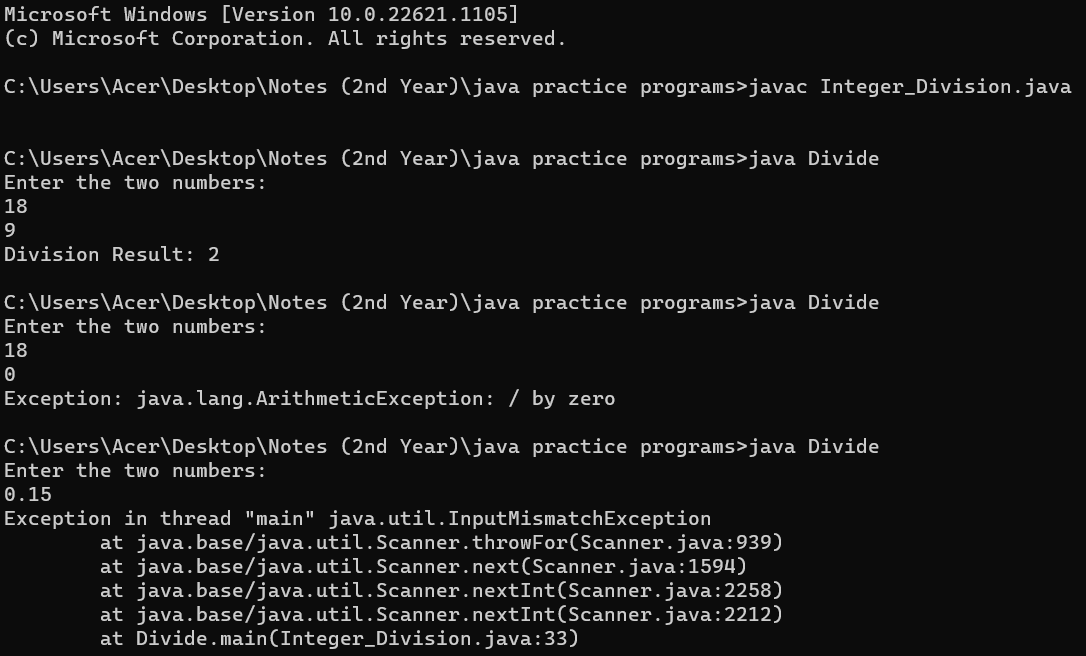 Microsoft Windows [Version 10.0.22621.1105]
(c) Microsoft Corporation. All rights reserved.
C:\Users\Acer\Desktop\Notes (2nd Year)\java practice programs>javac Integer_Division.java
C:\Users\Acer\Desktop\Notes (2nd Year)\java practice programs>java Divide
Enter the two numbers:
18
9
Division Result: 2
C:\Users\Acer\Desktop\Notes (2nd Year)\java practice programs>java Divide
Enter the two numbers:
18
0
Exception: java.lang.ArithmeticException: / by zero
C:\Users\Acer\Desktop\Notes (2nd Year)\java practice programs>java Divide
Enter the two numbers:
0.15
Exception in thread "main" java.util.InputMismatchException
        at java.base/java.util.Scanner.throwFor(Scanner.java:939)
        at java.base/java.util.Scanner.next(Scanner.java:1594)
        at java.base/java.util.Scanner.nextInt(Scanner.java:2258)
        at java.base/java.util.Scanner.nextInt(Scanner.java:2212)
        at Divide.main(Integer_Division.java:33)